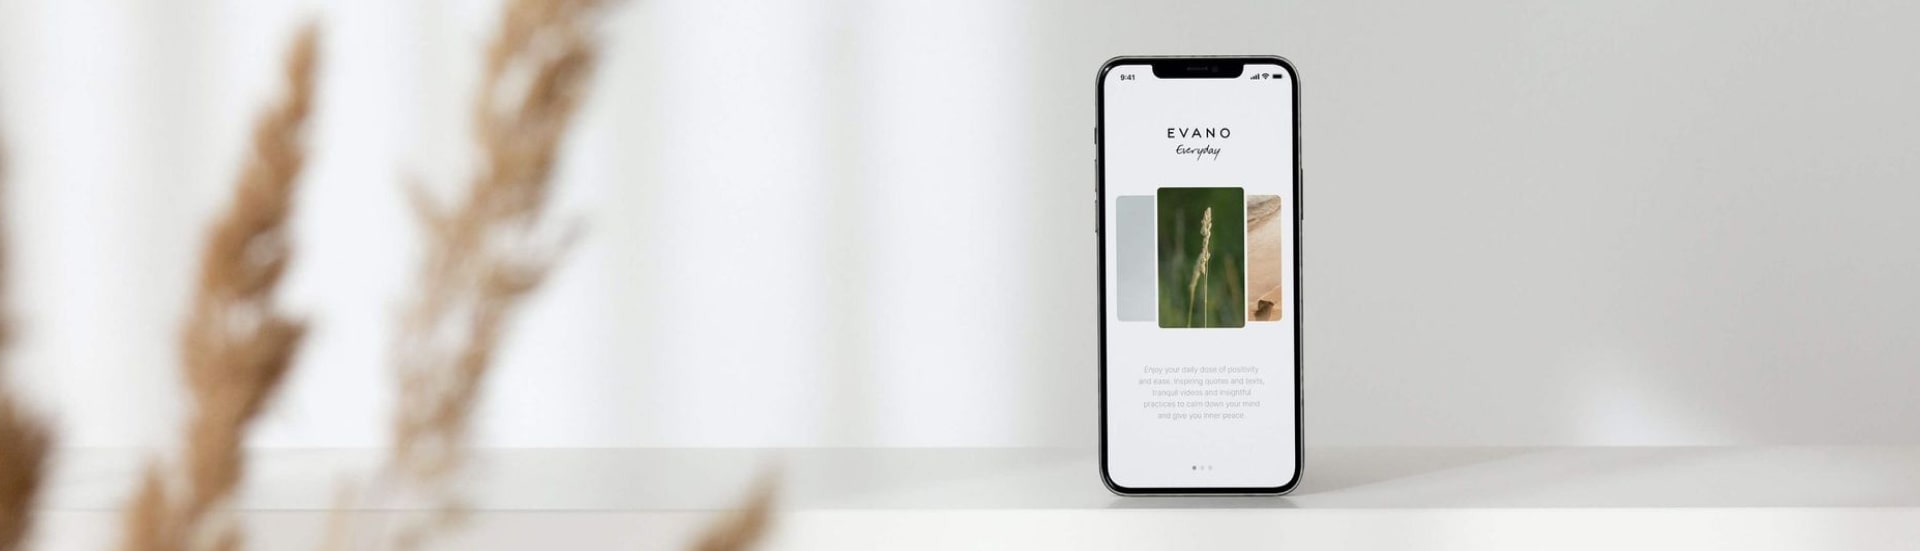 9:41
EVANO
Everyday
Enjoy your daily dose of positivity
and ease. Inspiring quotes and texts,
tranquil videos and insightful
practices to calm down your mind
and give you inner peace.